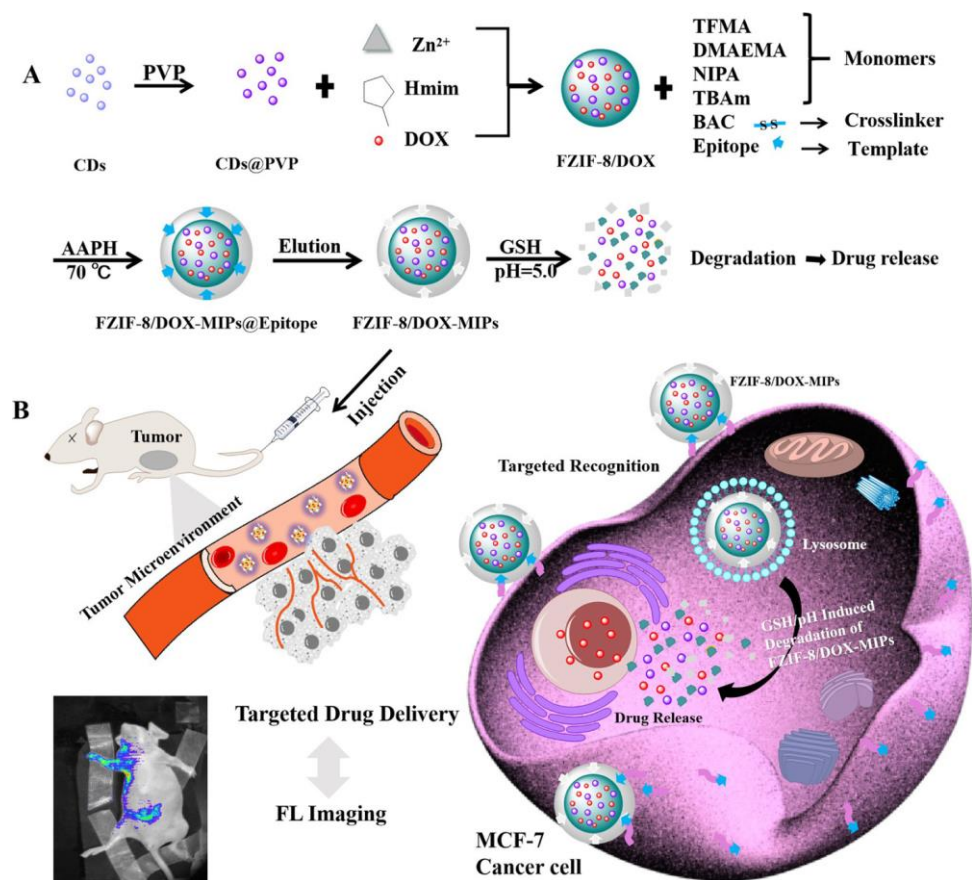 A
CDs
PVP
CDs@PVP
Zn²⁺
Hmim
DOX
FZIF-8/DOX
TFMA
DMAEMA
NIPA
TBAm
Monomers
BAC
s s
Crosslinker
Epitope
Template
AAPH
70 ℃
FZIF-8/DOX-MIPs@Epitope
Elution
FZIF-8/DOX-MIPs
GSH
pH=5.0
Degradation
Drug release
B
Tumor
Injection
Tumor Microenvironment
FZIF-8/DOX-MIPs
Targeted Recognition
Lysosome
GSH/pH Induced
Degradation of
FZIF-8/DOX-MIPs
Drug Release
Targeted Drug Delivery
FL Imaging
MCF-7
Cancer cell